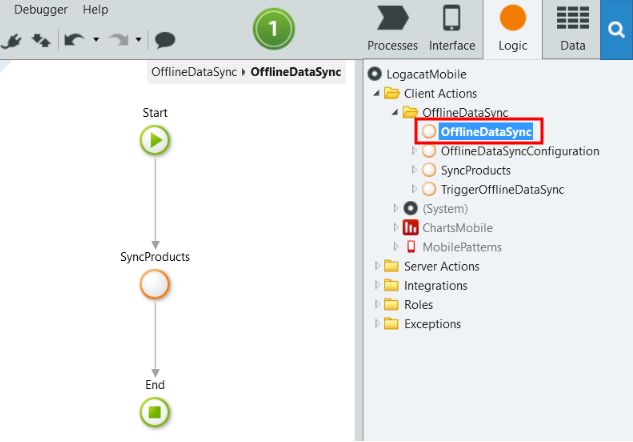 Debugger Help
1
Processes
Interface
Logic
Data
OfflineDataSync OfflineDataSync
Start
SyncProducts
End
LogacatMobile
Client Actions
OfflineDataSync
OfflineDataSync
OfflineDataSyncConfiguration
SyncProducts
TriggerOfflineDataSync
(System)
ChartsMobile
MobilePatterns
Server Actions
Integrations
Roles
Exceptions